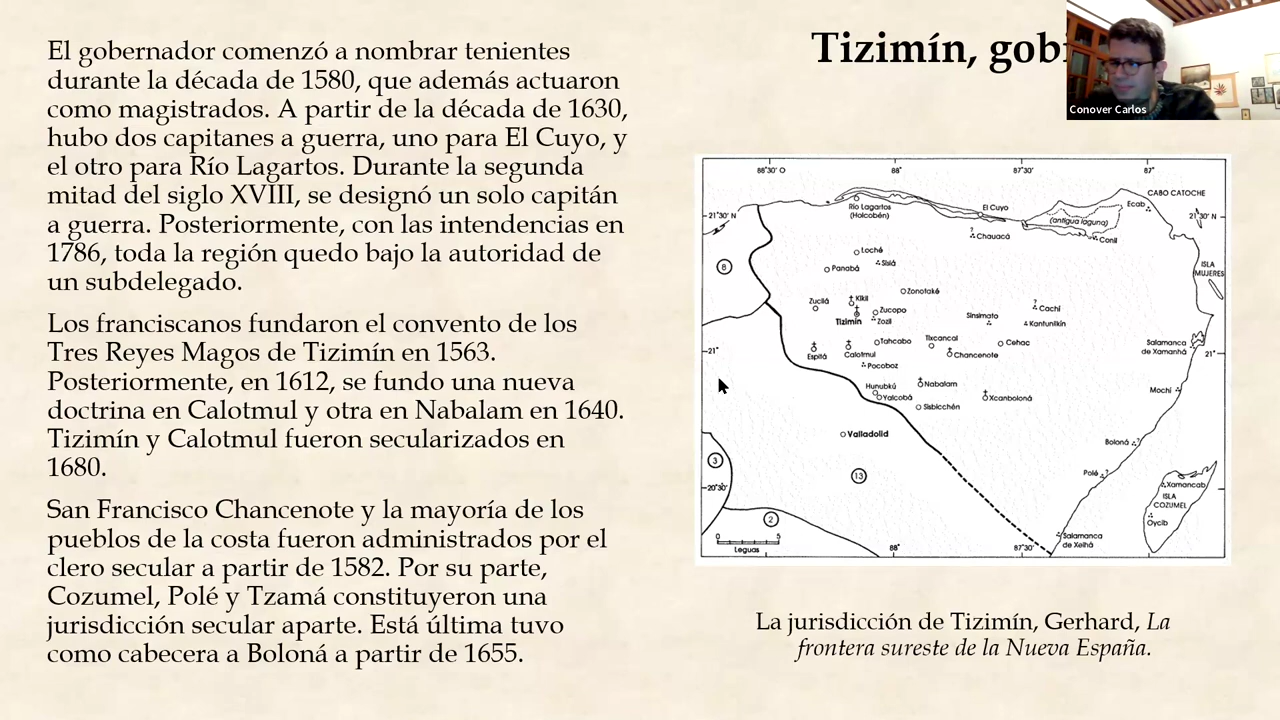 El gobernador comenzó a nombrar tenientes
durante la década de 1580, que además actuaron
como magistrados. A partir de la década de 1630,
hubo dos capitanes a guerra, uno para El Cuyo, y
el otro para Río Lagartos. Durante la segunda
mitad del siglo XVIII, se designó un solo capitán
a guerra. Posteriormente, con las intendencias en
1786, toda la región quedo bajo la autoridad de
un subdelegado.
Los franciscanos fundaron el convento de los
Tres Reyes Magos de Tizimín en 1563.
Posteriormente, en 1612, se fundo una nueva
doctrina en Calotmul y otra en Nabalam en 1640.
Tizimín y Calotmul fueron secularizados en
1680.
San Francisco Chancenote y la mayoría de los
pueblos de la costa fueron administrados por el
clero secular a partir de 1582. Por su parte,
Cozumel, Polé y Tzamá constituyeron una
jurisdicción secular aparte. Está última tuvo
como cabecera a Boloná a partir de 1655.
Tizimín,
Conover Carlos
88°30' O
88°
87°30'
87°
CABO CATOCHE
Ecab
Río Lagartos
(Holcobén)
El Cuyo
(antigua laguna)
21°30' N
21°30' N
? Chauacá
Conil
Loché
Sisiá
Panabá
8
ISLA
MUJERES
Zonotaké
Zucilá
Kikil
Zucopo
? Cachi
Tizimín
Zozil
Sinsimato
Kantunilkin
Tahcabo
Tixcancal
Cehac
Salamanca
de Xamanhá
21°
21°
Espitá
Calotmul
Chancenote
Pocoboz
Hunubkú
Nabalam
Mochi
Yalcobá
Xcanboloná
Sisbicchén
Valladolid
Boloná ?
3
13
Polé ?
Xamancab
20°30'
ISLA
COZUMEL
2
Oycib
0 5
Leguas
Salamanca
de Xelhá
88°
87°30'
La jurisdicción de Tizimín, Gerhard, La
frontera sureste de la Nueva España.